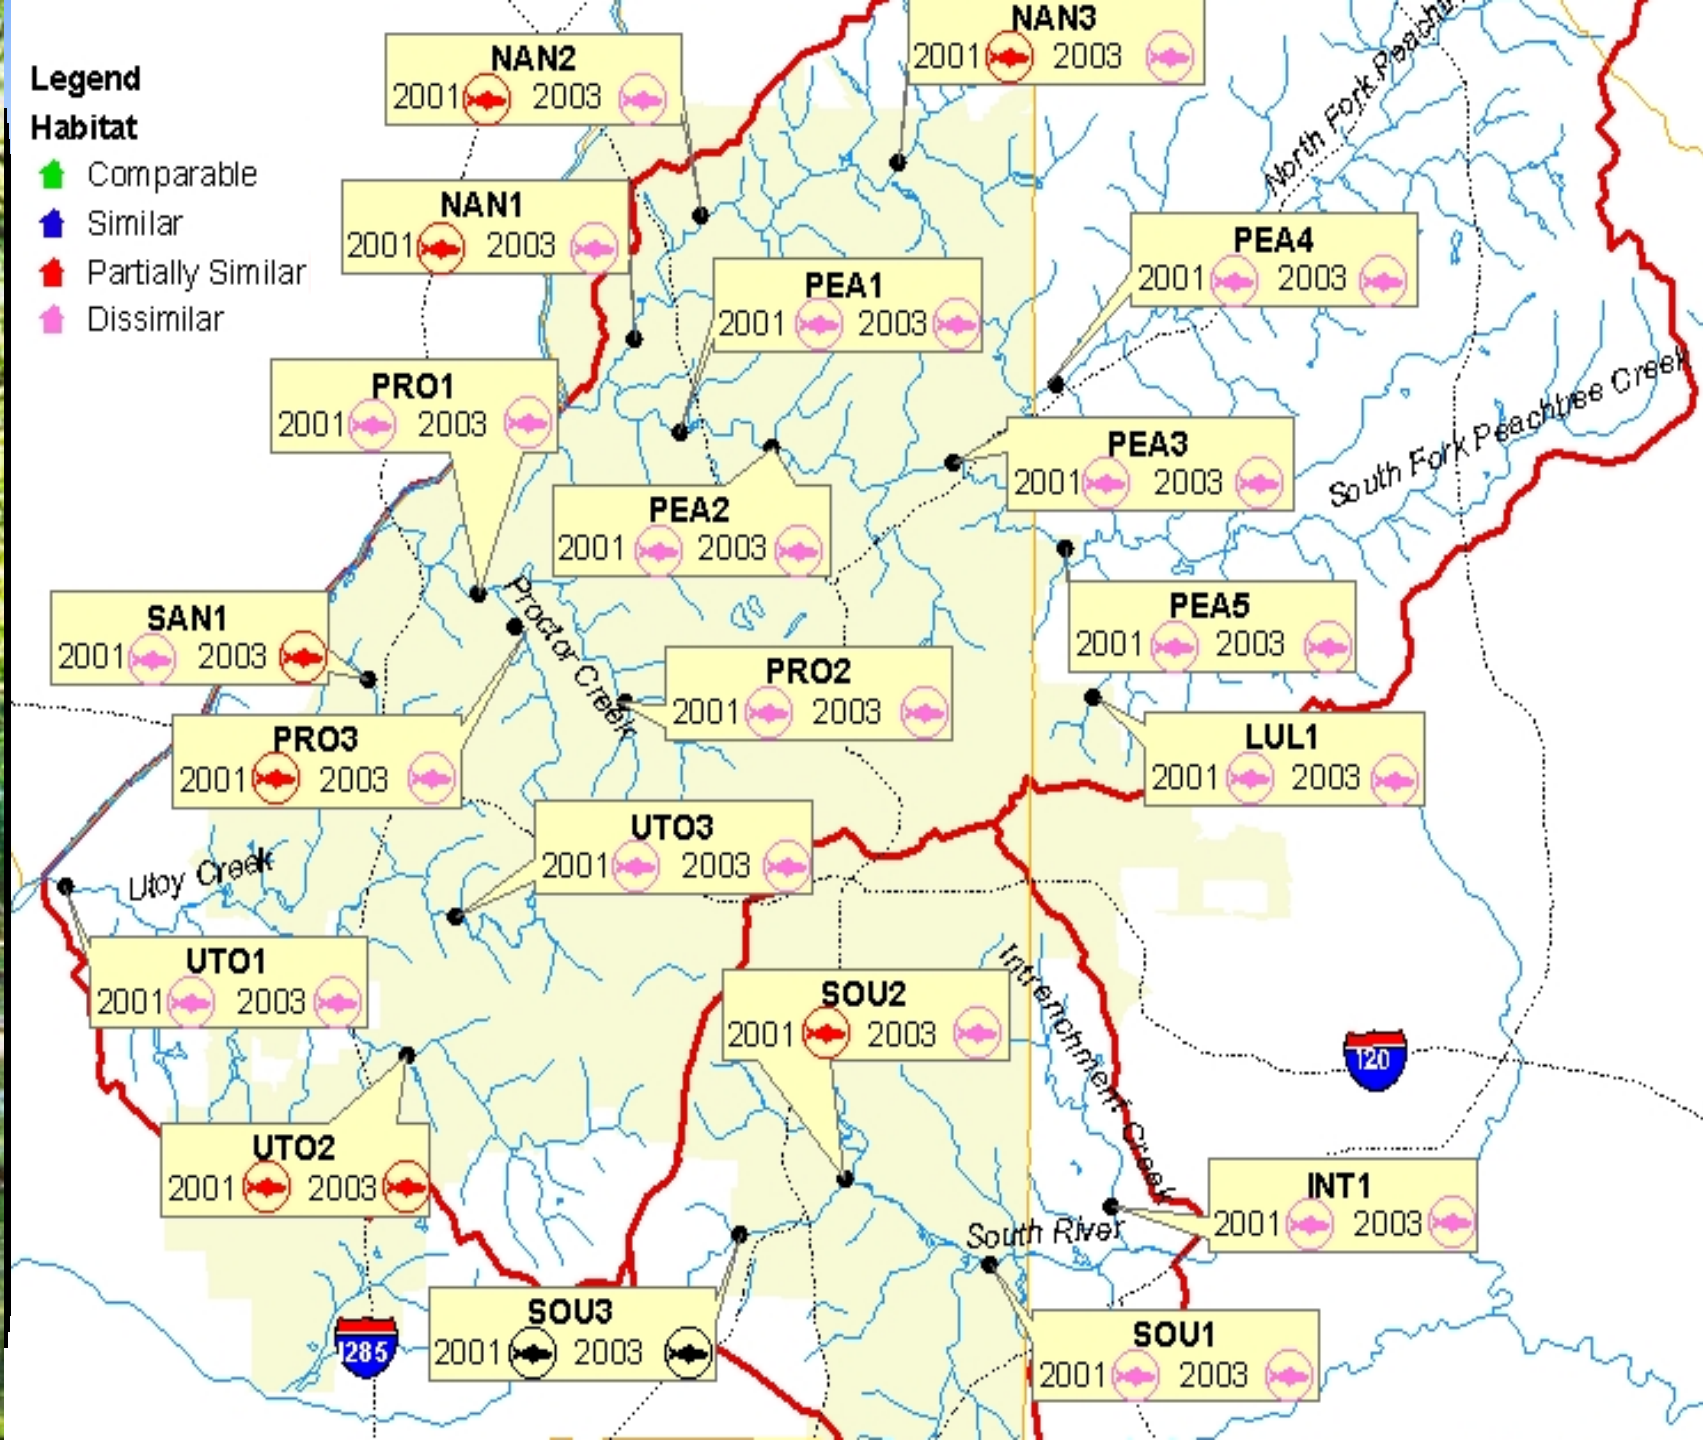 Legend
Habitat
Comparable
Similar
Partially Similar
Dissimilar
NAN3
2001 2003
NAN2
2001 2003
NAN1
2001 2003
North Fork Peachtr
PEA4
2001 2003
PEA1
2001 2003
PRO1
2001 2003
South Fork Peachtree Creek
PEA3
2001 2003
PEA2
2001 2003
PEA5
2001 2003
SAN1
2001 2003
Proctor Creek
PRO2
2001 2003
PRO3
2001 2003
LUL1
2001 2003
UTO3
2001 2003
Utoy Creek
UTO1
2001 2003
SOU2
2001 2003
Intrenchment Creek
I20
UTO2
2001 2003
INT1
2001 2003
South River
SOU3
2001 2003
I285
SOU1
2001 2003